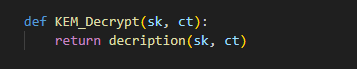 def KEM_Decrypt(sk, ct):
    return decription(sk, ct)